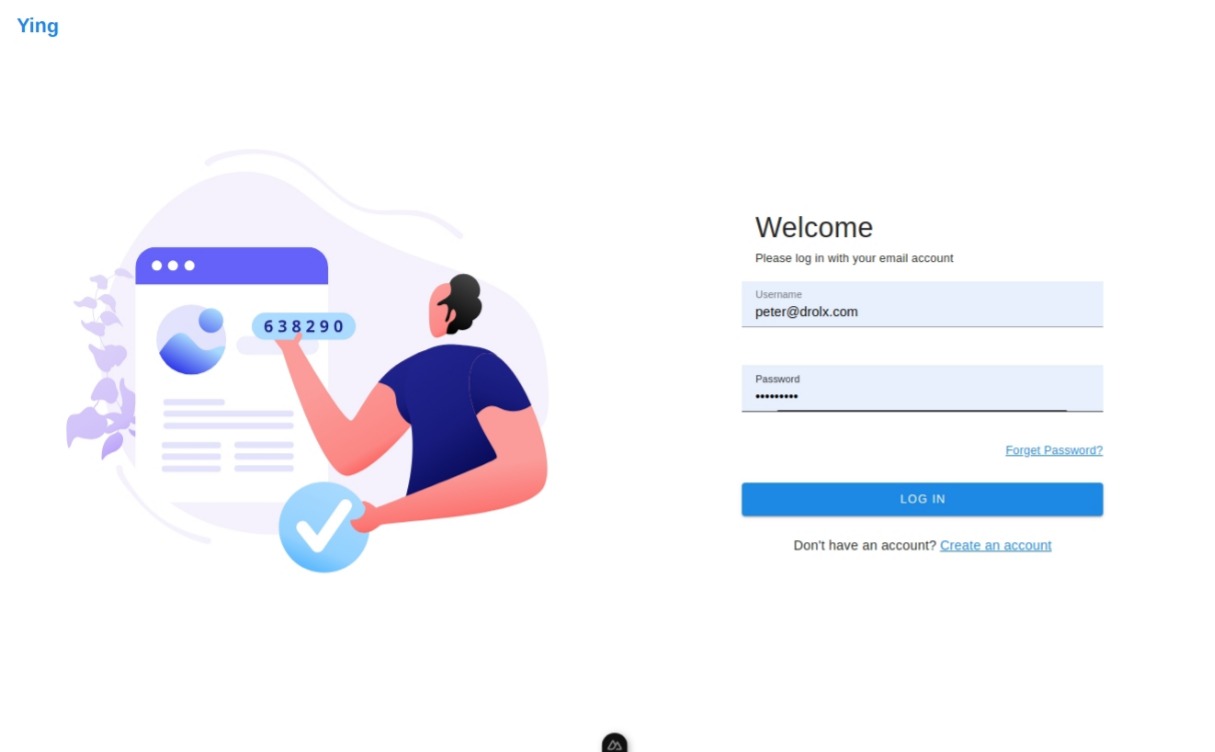 Ying
638290
Welcome
Please log in with your email account
Username
peter@drolx.com
Password
•••••••••
Forget Password?
LOG IN
Don't have an account? Create an account